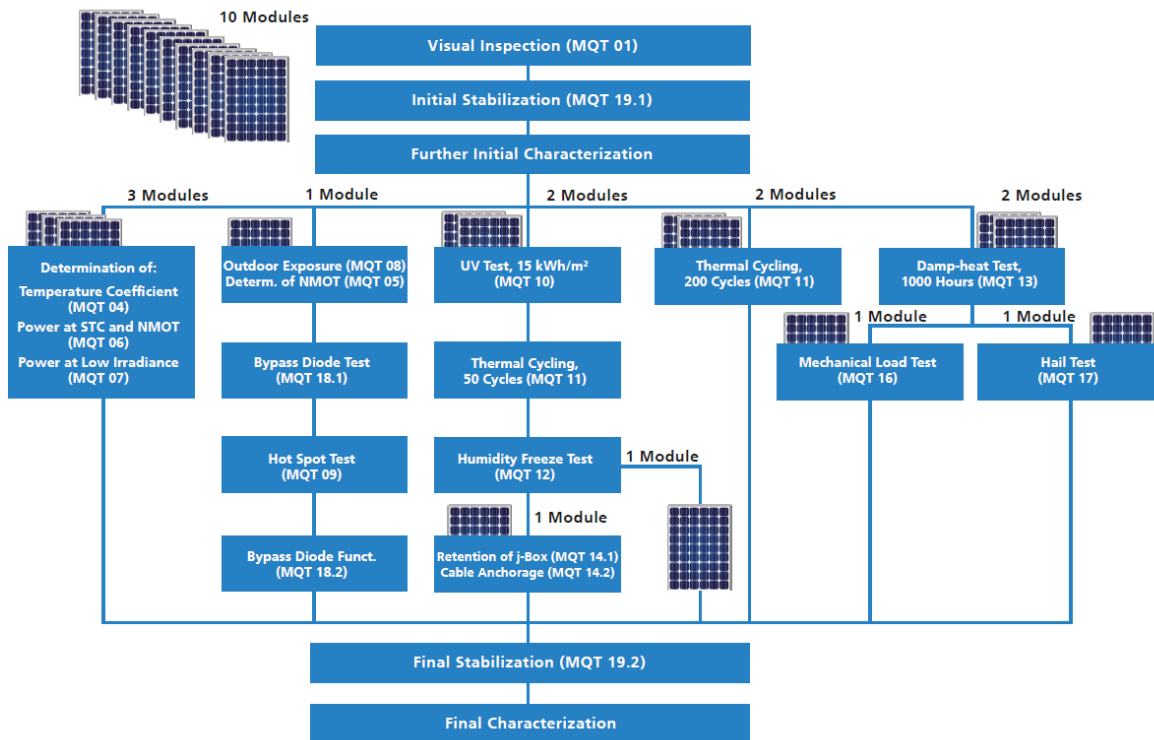 10 Modules
Visual Inspection (MQT 01)
Initial Stabilization (MQT 19.1)
Further Initial Characterization
3 Modules
1 Module
2 Modules
2 Modules
2 Modules
Determination of:
Temperature Coefficient
(MQT 04)
Power at STC and NMOT
(MQT 06)
Power at Low Irradiance
(MQT 07)
Outdoor Exposure (MQT 08)
Determ. of NMOT (MQT 05)
Bypass Diode Test
(MQT 18.1)
Hot Spot Test
(MQT 09)
Bypass Diode Funct.
(MQT 18.2)
UV Test, 15 kWh/m²
(MQT 10)
Thermal Cycling,
50 Cycles (MQT 11)
Humidity Freeze Test
(MQT 12)
1 Module
1 Module
Retention of j-Box (MQT 14.1)
Cable Anchorage (MQT 14.2)
Thermal Cycling,
200 Cycles (MQT 11)
Damp-heat Test,
1000 Hours (MQT 13)
1 Module
1 Module
Mechanical Load Test
(MQT 16)
Hail Test
(MQT 17)
Final Stabilization (MQT 19.2)
Final Characterization